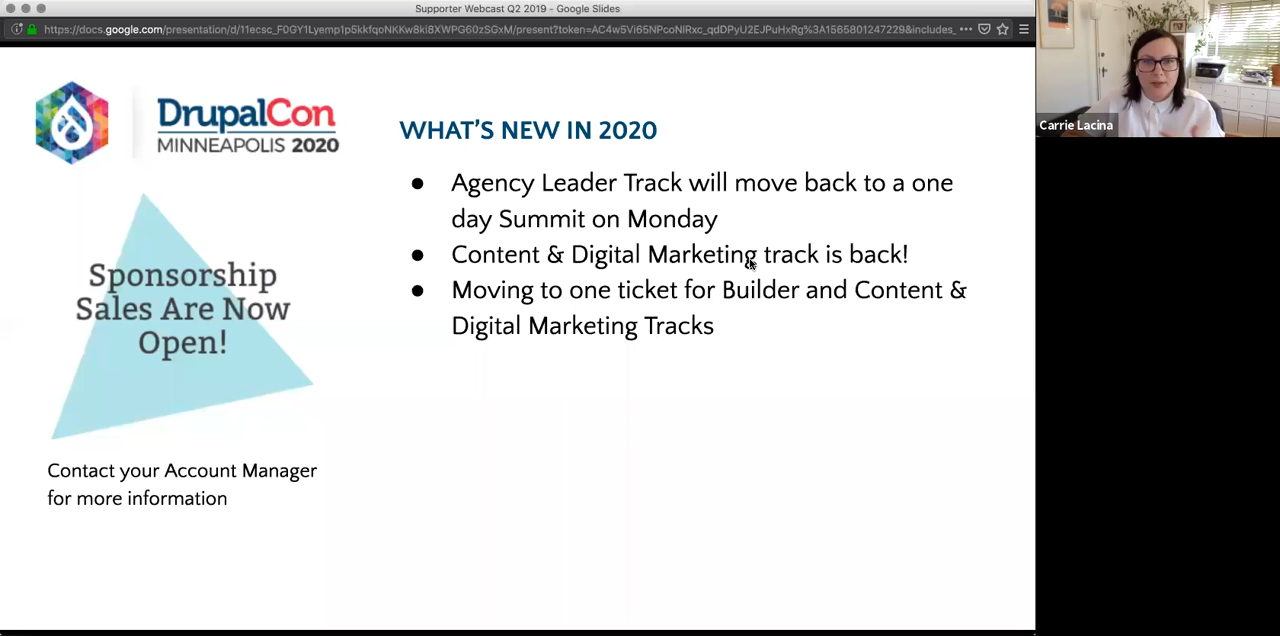 Supporter Webcast Q2 2019 - Google Slides
DrupalCon
MINNEAPOLIS 2020
WHAT'S NEW IN 2020
● Agency Leader Track will move back to a one
day Summit on Monday
● Content & Digital Marketing track is back!
● Moving to one ticket for Builder and Content &
Digital Marketing Tracks
Sponsorship
Sales Are Now
Open!
Contact your Account Manager
for more information
Carrie Lacina